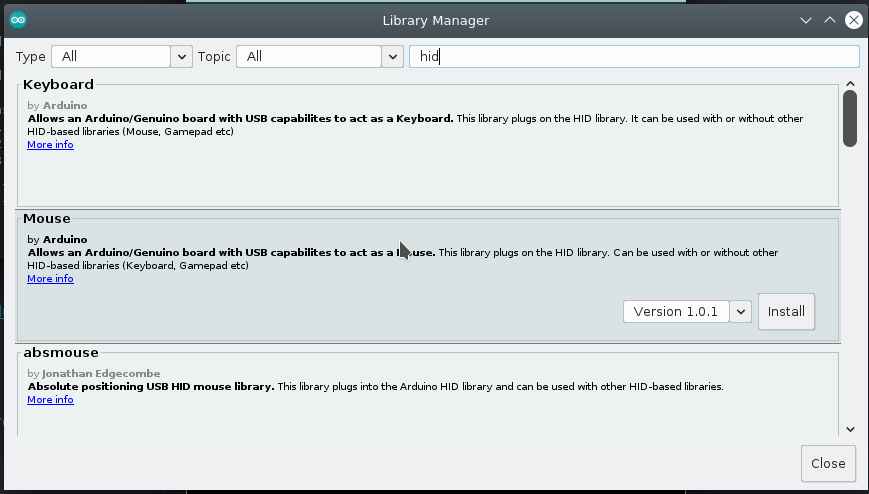 Library Manager
Type All Topic All hid
Keyboard
by Arduino
Allows an Arduino/Genuino board with USB capabilites to act as a Keyboard. This library plugs on the HID library. It can be used with or without other
HID-based libraries (Mouse, Gamepad etc)
More info
Mouse
by Arduino
Allows an Arduino/Genuino board with USB capabilites to act as a Mouse. This library plugs on the HID library. Can be used with or without other
HID-based libraries (Keyboard, Gamepad etc)
More info
Version 1.0.1 Install
absmouse
by Jonathan Edgecombe
Absolute positioning USB HID mouse library. This library plugs into the Arduino HID library and can be used with other HID-based libraries.
More info
Close